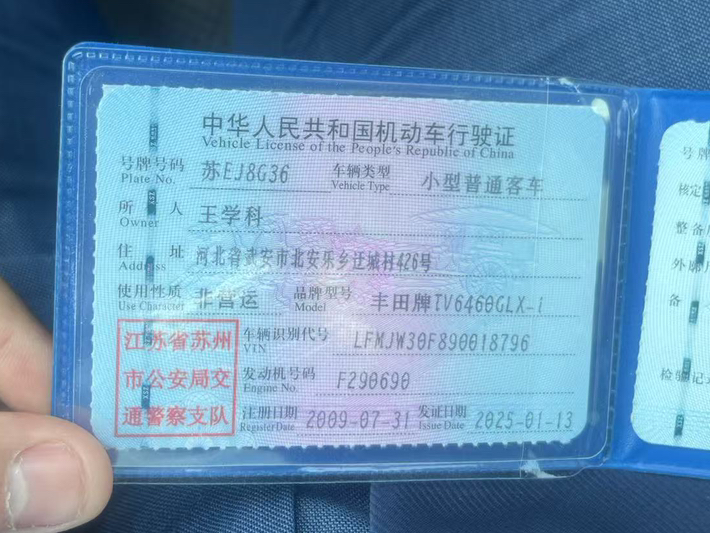 中华人民共和国机动车行驶证
Vehicle License of the People's Republic of China
号牌号码 苏EJ8G36 车辆类型 小型普通客车
Plate No. Vehicle Type
所 有 人 王学科
Owner
住 址 河北省武安市北安乐乡迂城村426号
Address
使用性质 非营运 品牌型号 丰田牌TV6460GLX-i
Use Character Model
江苏省苏州
市公安局交
通警察支队
车辆识别代号 LFMJW30F890018796
VIN
发动机号码 F290690
Engine No.
注册日期 2009-07-31 发证日期 2025-01-13
Register Date Issue Date
号牌
核定
整备
外廓
备
检验记